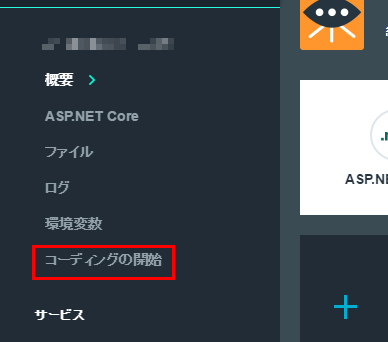 概要
ASP.NET Core
ファイル
ログ
環境変数
コーディングの開始
サービス
ASP.NE